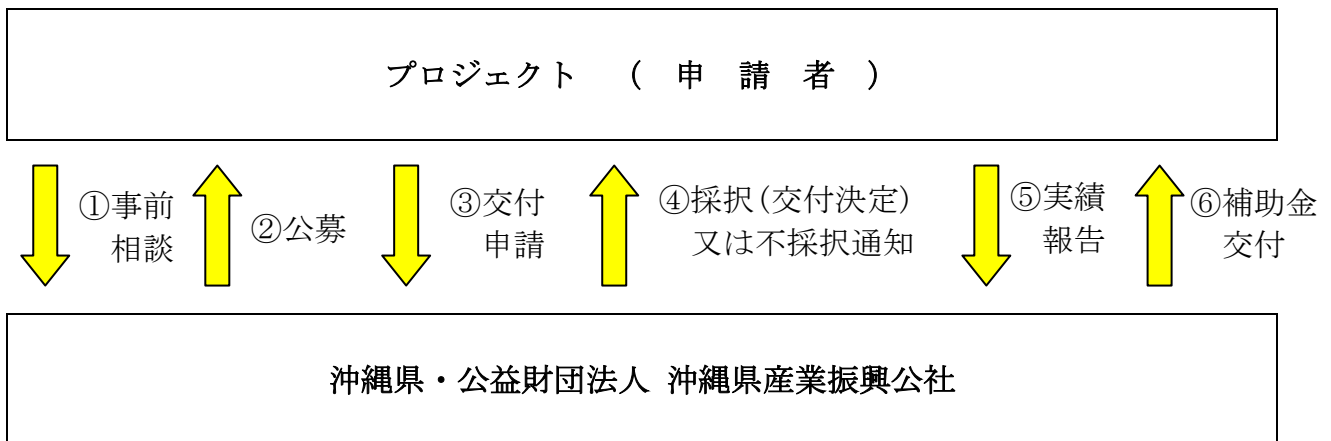 プロジェクト （ 申 請 者 ）
①事前
相談
②公募
③交付
申請
④採択(交付決定)
又は不採択通知
⑤実績
報告
⑥補助金
交付
沖縄県・公益財団法人 沖縄県産業振興公社